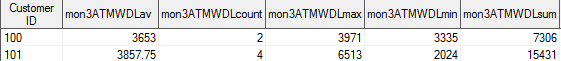 Customer ID mon3ATMWDLav mon3ATMWDLcount mon3ATMWDLmax mon3ATMWDLmin mon3ATMWDLsum
100 3653 2 3971 3335 7306
101 3857.75 4 6513 2024 15431